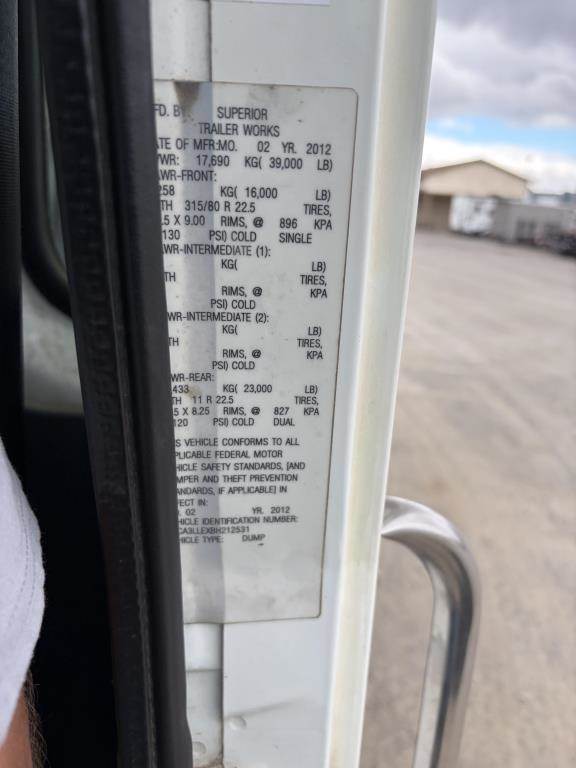 FD. BY SUPERIOR
TRAILER WORKS
ATE OF MFR:MO. 02 YR. 2012
VWR: 17,690 KG( 39,000 LB)
AWR-FRONT:
258 KG( 16,000 LB)
TH 315/80 R 22.5 TIRES,
.5 X 9.00 RIMS, @ 896 KPA
130 PSI) COLD SINGLE
AWR-INTERMEDIATE (1):
KG( LB)
TH TIRES,
RIMS, @ KPA
PSI) COLD
WR-INTERMEDIATE (2):
KG( LB)
TH TIRES,
RIMS, @ KPA
PSI) COLD
WR-REAR:
433 KG( 23,000 LB)
TH 11 R 22.5 TIRES,
5 X 8.25 RIMS, @ 827 KPA
120 PSI) COLD DUAL
S VEHICLE CONFORMS TO ALL
PLICABLE FEDERAL MOTOR
HICLE SAFETY STANDARDS, [AND
MPER AND THEFT PREVENTION
ANDARDS, IF APPLICABLE] IN
FECT IN:
. 02 YR. 2012
HICLE IDENTIFICATION NUMBER:
CA3LLEXBH212531
HICLE TYPE: DUMP